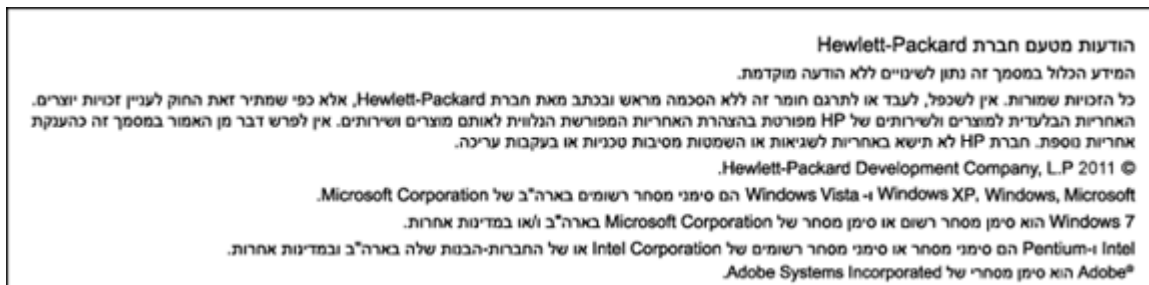 הודעות מטעם חברת Hewlett-Packard
המידע הכלול במסמך זה נתון לשינויים ללא הודעה מוקדמת.
כל הזכויות שמורות. אין לשכפל, לעבד או לתרגם חומר זה ללא הסכמה מראש ובכתב מאת חברת Hewlett-Packard, אלא כפי שמתיר זאת החוק לעניין זכויות יוצרים.
האחריות הבלעדית למוצרים ולשירותים של HP מפורטת בהצהרת האחריות המפורשת הנלווית לאותם מוצרים ושירותים. אין לפרש דבר מן האמור במסמך זה כהענקת
אחריות נוספת. חברת HP לא תישא באחריות לשגיאות או השמטות מסיבות טכניות או בעקבות עריכה.
© 2011 Hewlett-Packard Development Company, L.P.
Windows XP, Windows, Microsoft ו- Windows Vista הם סימני מסחר רשומים בארה"ב של Microsoft Corporation.
Windows 7 הוא סימן מסחר רשום או סימן מסחר של Microsoft Corporation בארה"ב ו/או במדינות אחרות.
Intel ו-Pentium הם סימני מסחר או סימני מסחר רשומים של Intel Corporation או של החברות-הבנות שלה בארה"ב ובמדינות אחרות.
Adobe® הוא סימן מסחרי של Adobe Systems Incorporated.